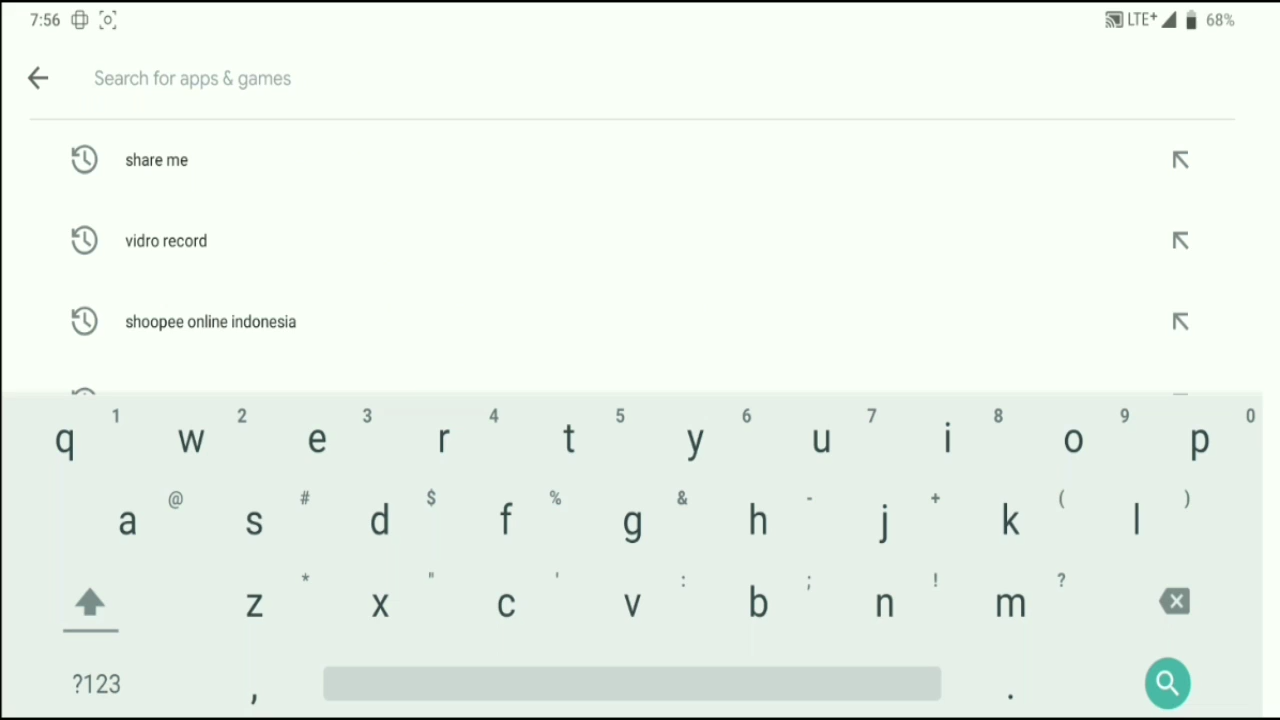 7:56 LTE+ 68%
Search for apps & games
share me
vidro record
shoopee online indonesia
1 2 3 4 5 6 7 8 9 0
q w e r t y u i o p
@ # $ % & - + ( )
a s d f g h j k l
* " ' : ; ! ?
z x c v b n m
?123 , .